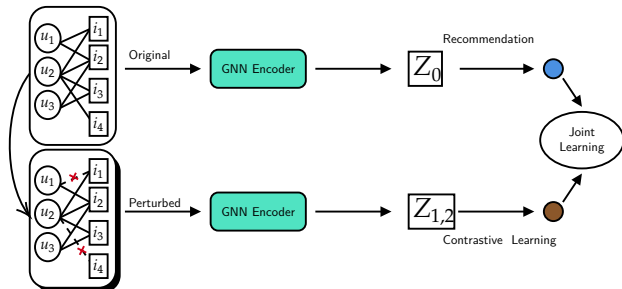 u1
u2
u3
i1
i2
i3
i4
Original
GNN Encoder
Z0
Recommendation
Joint
Learning
u1
u2
u3
i1
i2
i3
i4
Perturbed
GNN Encoder
Z1,2
Contrastive Learning